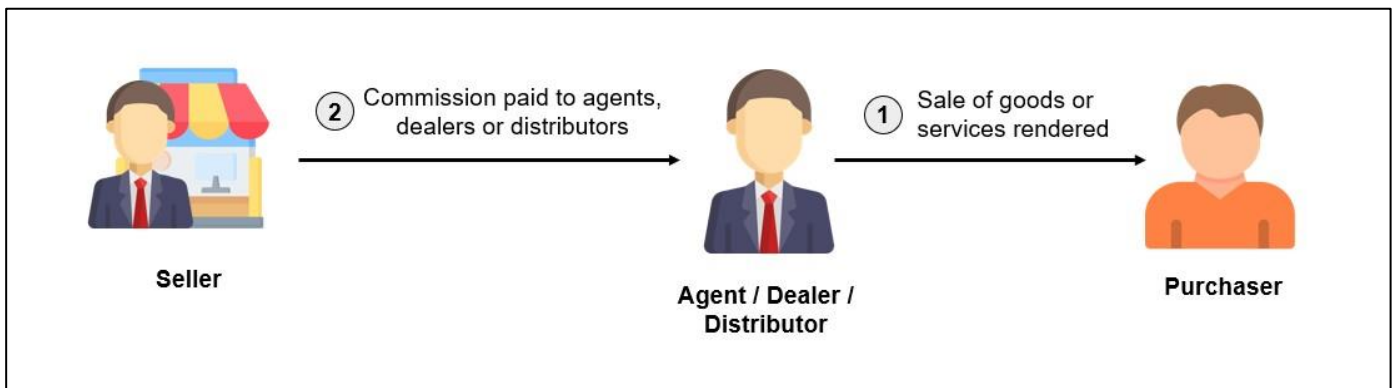 2
Commission paid to agents,
dealers or distributors
1
Sale of goods or
services rendered
Seller
Agent / Dealer /
Distributor
Purchaser